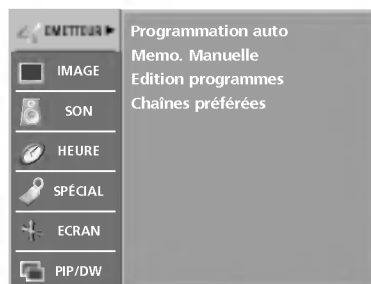 EMETTEUR
Programmation auto
Memo. Manuelle
Edition programmes
Chaînes préférées
IMAGE
SON
HEURE
SPÉCIAL
ECRAN
PIP/DW